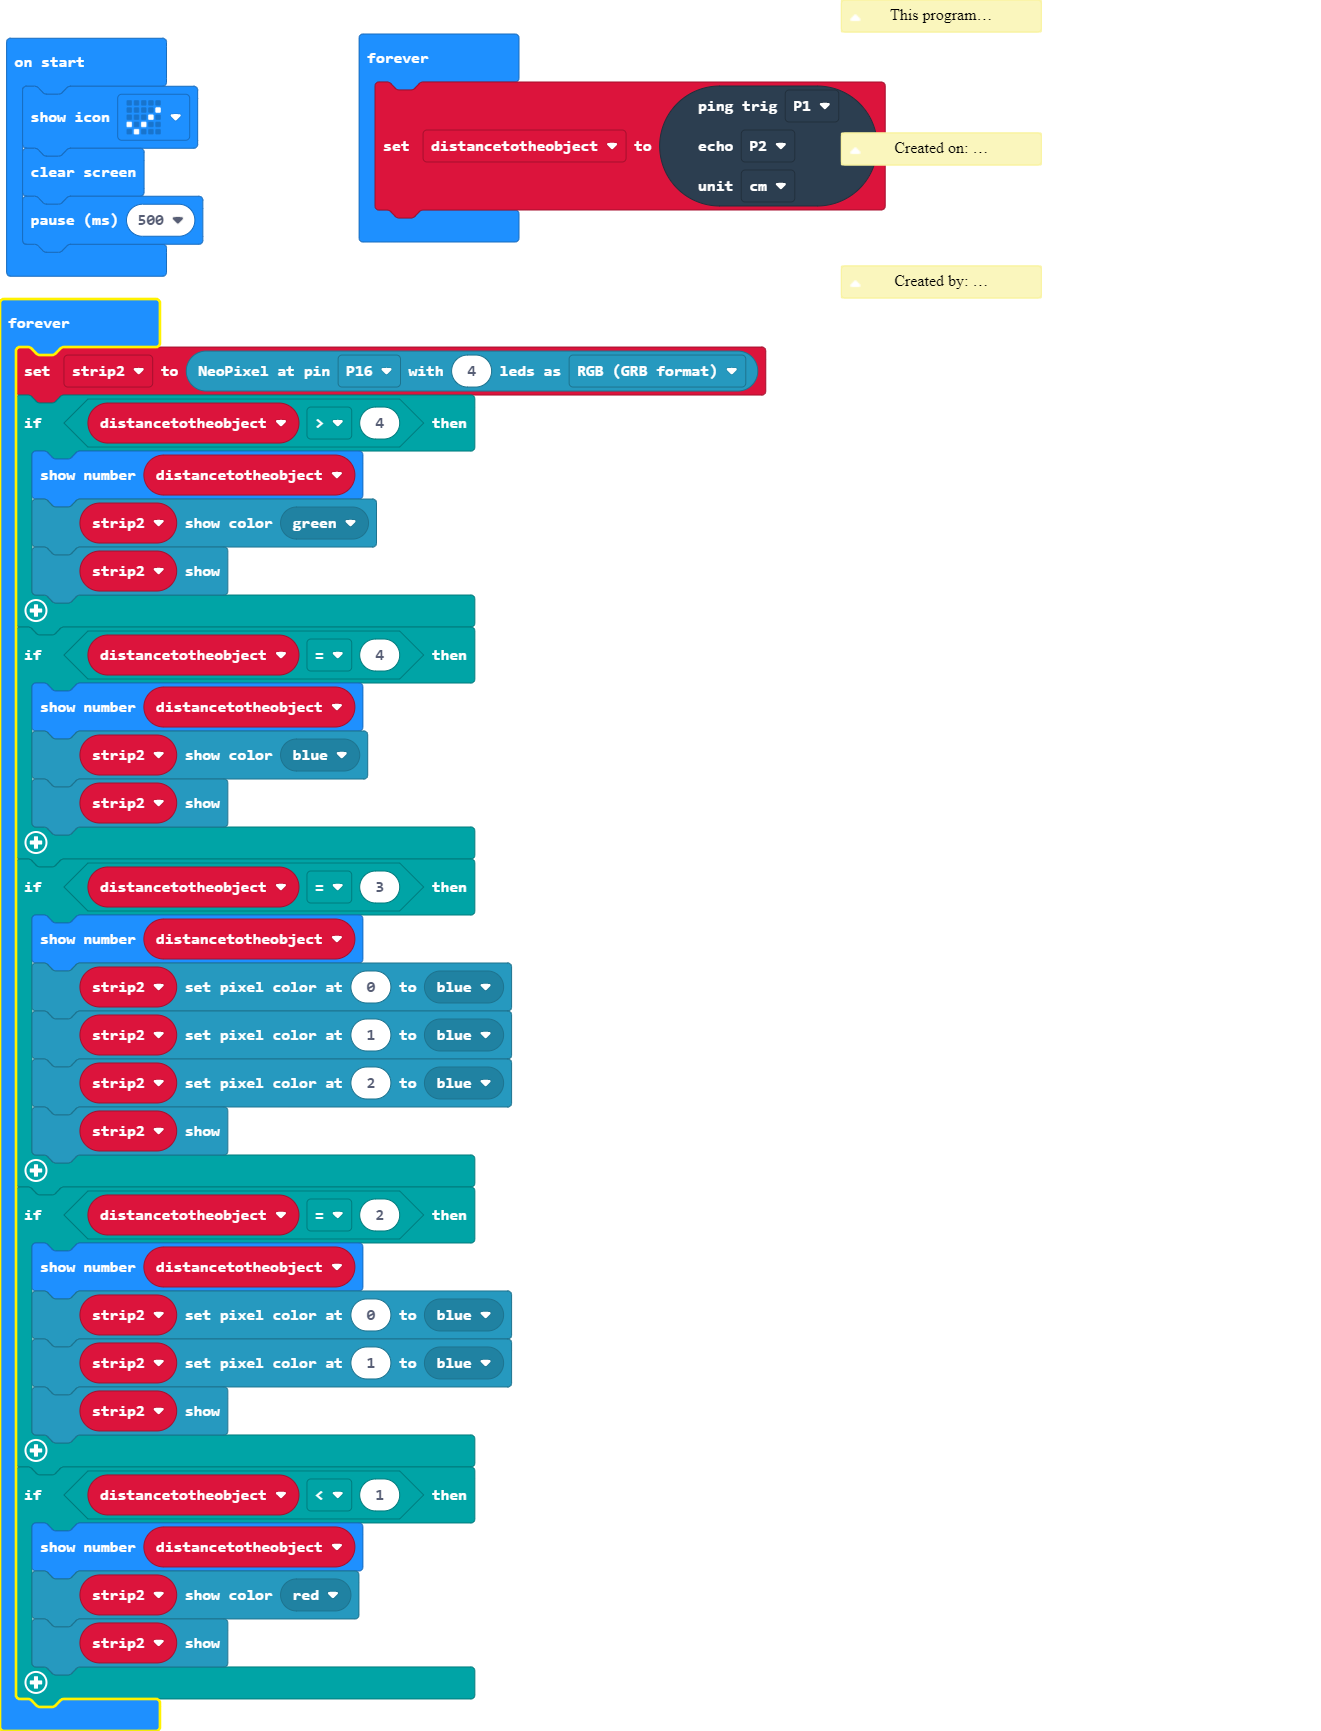 This program…
on start
show icon
clear screen
pause (ms) 500
forever
set distancetotheobject to ping trig P1
echo P2
unit cm
Created on: …
Created by: …
forever
set strip2 to NeoPixel at pin P16 with 4 leds as RGB (GRB format)
if distancetotheobject > 4 then
show number distancetotheobject
strip2 show color green
strip2 show
if distancetotheobject = 4 then
show number distancetotheobject
strip2 show color blue
strip2 show
if distancetotheobject = 3 then
show number distancetotheobject
strip2 set pixel color at 0 to blue
strip2 set pixel color at 1 to blue
strip2 set pixel color at 2 to blue
strip2 show
if distancetotheobject = 2 then
show number distancetotheobject
strip2 set pixel color at 0 to blue
strip2 set pixel color at 1 to blue
strip2 show
if distancetotheobject < 1 then
show number distancetotheobject
strip2 show color red
strip2 show